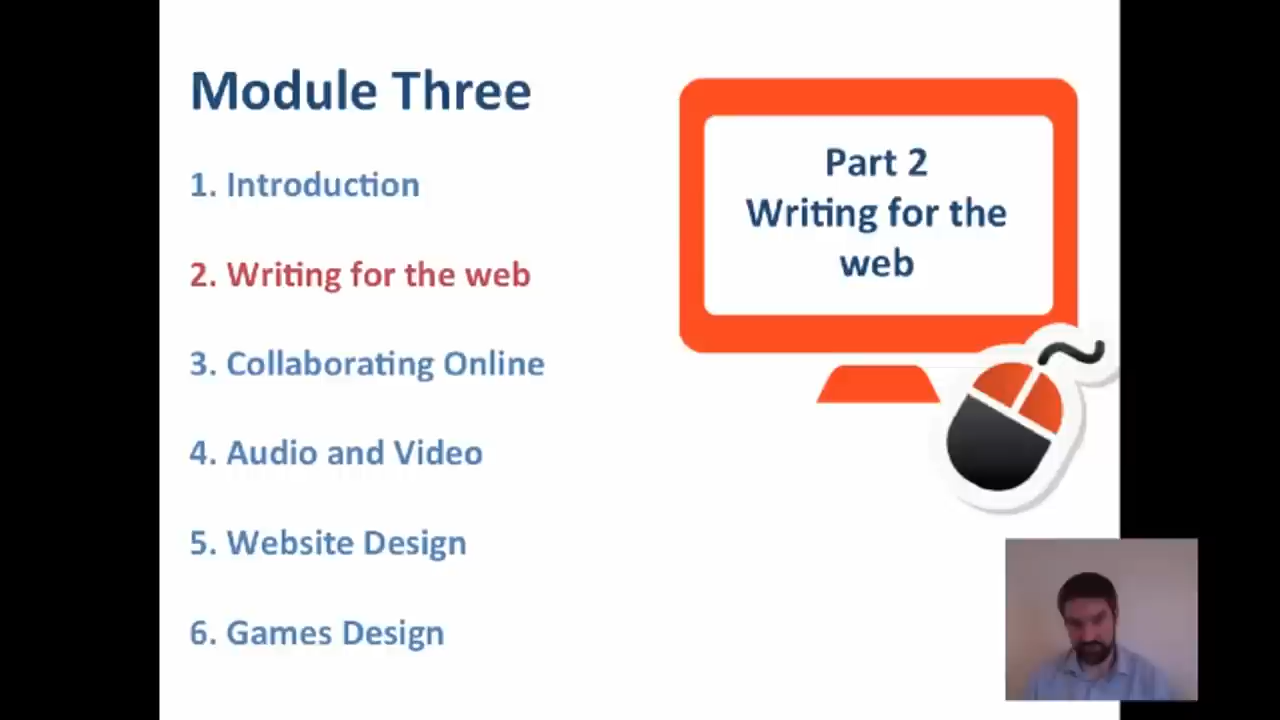 Module Three
1. Introduction
2. Writing for the web
3. Collaborating Online
4. Audio and Video
5. Website Design
6. Games Design
Part 2
Writing for the
web